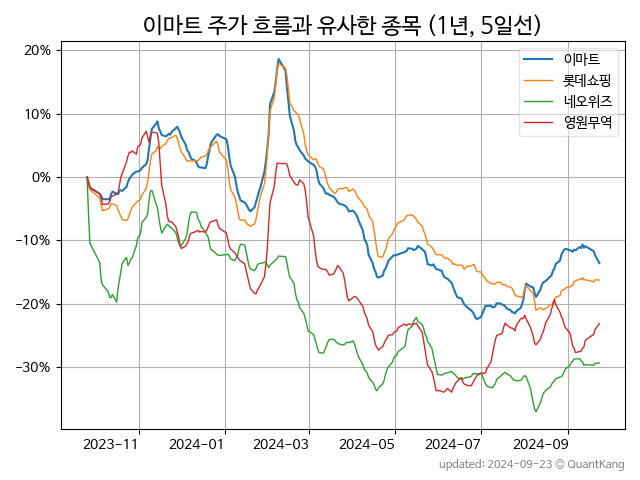 이마트 주가 흐름과 유사한 종목 (1년, 5일선)
이마트
롯데쇼핑
네오위즈
영원무역
20%
10%
0%
−10%
−20%
−30%
2023-11
2024-01
2024-03
2024-05
2024-07
2024-09
updated: 2024-09-23 ⓒ QuantKang